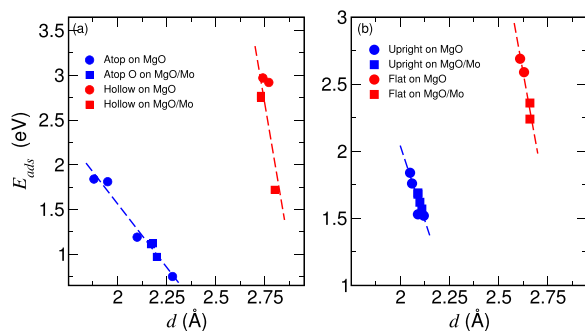 (a)
Atop on MgO
Atop O on MgO/Mo
Hollow on MgO
Hollow on MgO/Mo
3.5
3
2.5
2
1.5
1
E_ads (eV)
2 2.25 2.5 2.75
d (Å)
(b)
Upright on MgO
Upright on MgO/Mo
Flat on MgO
Flat on MgO/Mo
3
2.5
2
1.5
1
2 2.25 2.5 2.75
d (Å)